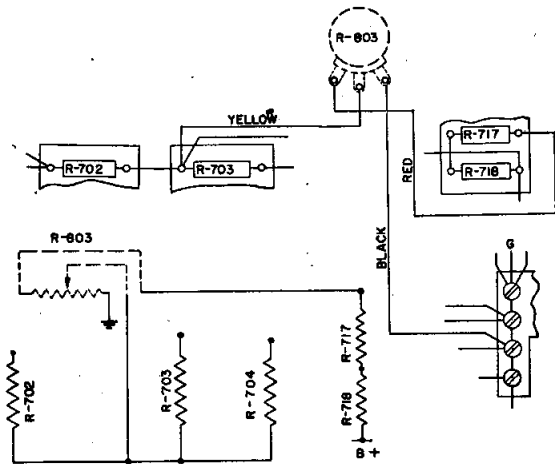 R-803
YELLOW
R-717
R-702
R-703
R-718
RED
BLACK
G
R-803
R-717
R-702
R-703
R-704
R-718
B +